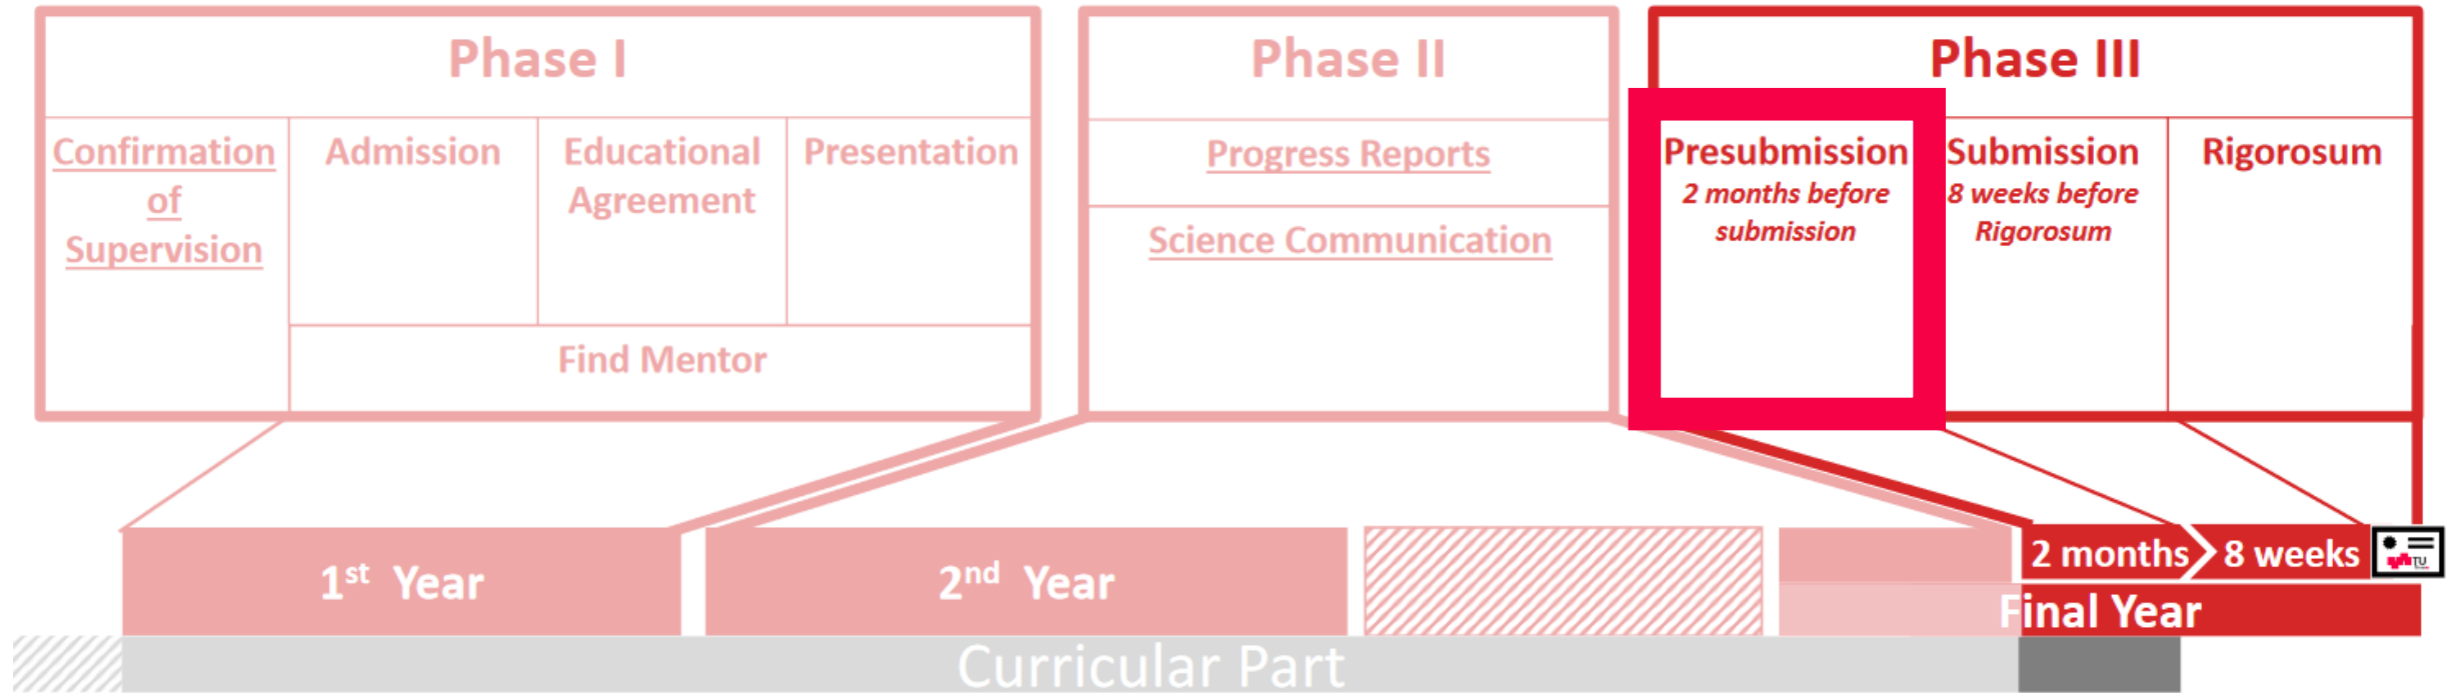 Phase I
Confirmation
of
Supervision
Admission
Educational
Agreement
Presentation
Find Mentor
Phase II
Progress Reports
Science Communication
Phase III
Presubmission
2 months before
submission
Submission
8 weeks before
Rigorosum
Rigorosum
1st Year
2nd Year
2 months
8 weeks
TU
Final Year
Curricular Part